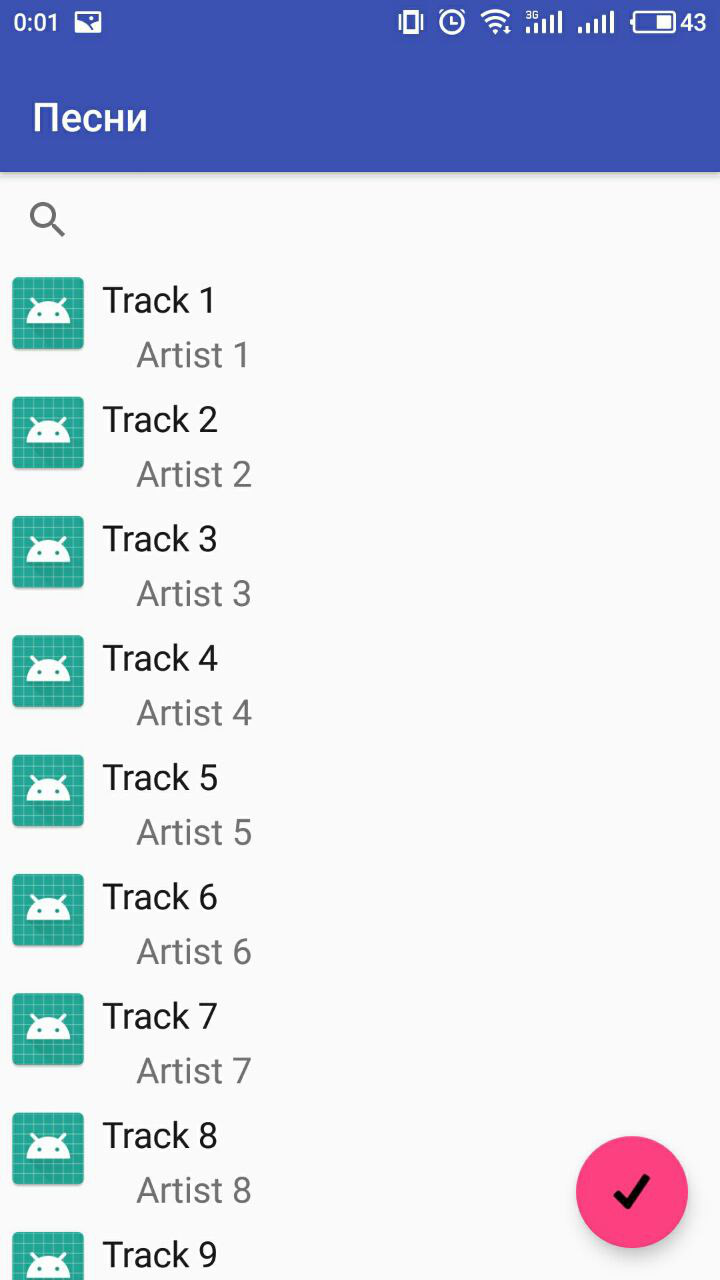 0:01 3G 43
Песни
Track 1
Artist 1
Track 2
Artist 2
Track 3
Artist 3
Track 4
Artist 4
Track 5
Artist 5
Track 6
Artist 6
Track 7
Artist 7
Track 8
Artist 8
Track 9